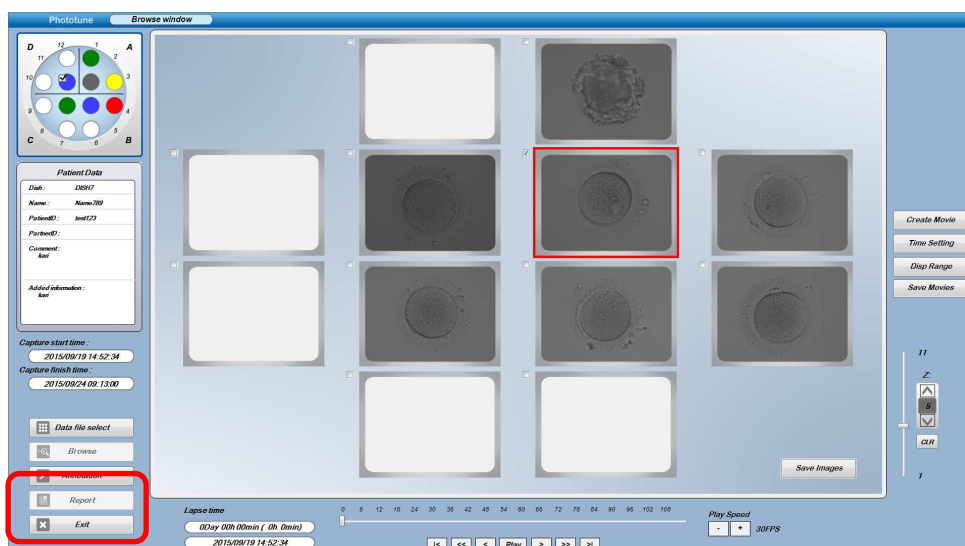 Phototune Browse window
D 12 1 A
11 2
10 3
9 4
8 5
C 7 6 B
Patient Data
Dish : DISH7
Name : Name789
PatientID : test123
PartnerID :
Comment :
kari
Added information :
kari
Capture start time :
2015/09/19 14:52:34
Capture finish time :
2015/09/24 09:13:00
Data file select
Browse
Annotation
Report
Exit
Save Images
Create Movie
Time Setting
Disp Range
Save Movies
11
Z:
5
CLR
1
Lapse time
0Day 00h 00min ( 0h 0min)
2015/09/19 14:52:34
0 6 12 18 24 30 36 42 48 54 60 66 72 78 84 90 96 102 108
|< << < Play > >> >|
Play Speed
- + 30FPS